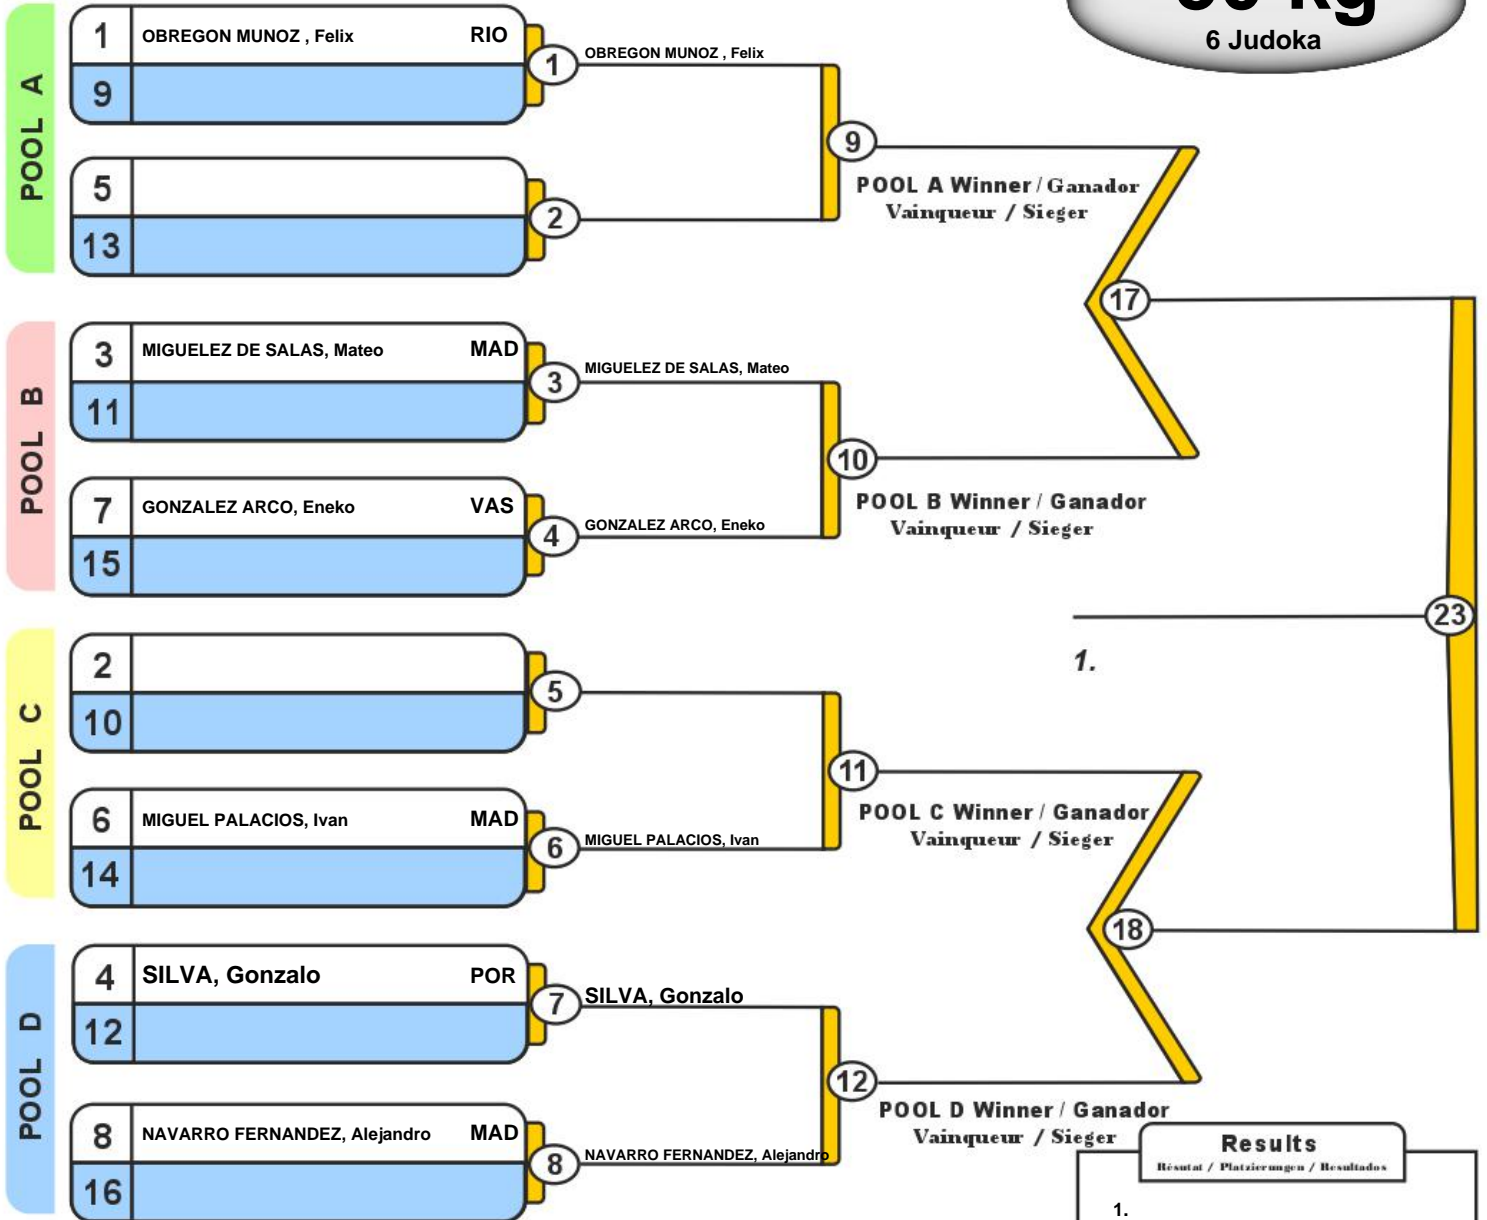 kg
6 Judoka
POOL A
1 OBREGON MUNOZ , Felix RIO
9
1
OBREGON MUNOZ , Felix
5
13
2
9
POOL A Winner / Ganador
Vainqueur / Sieger
POOL B
3 MIGUELEZ DE SALAS, Mateo MAD
11
3
MIGUELEZ DE SALAS, Mateo
7 GONZALEZ ARCO, Eneko VAS
15
4
GONZALEZ ARCO, Eneko
10
POOL B Winner / Ganador
Vainqueur / Sieger
17
23
1.
POOL C
2
10
5
6 MIGUEL PALACIOS, Ivan MAD
14
6
MIGUEL PALACIOS, Ivan
11
POOL C Winner / Ganador
Vainqueur / Sieger
18
POOL D
4 SILVA, Gonzalo POR
12
7
SILVA, Gonzalo
8 NAVARRO FERNANDEZ, Alejandro MAD
16
8
NAVARRO FERNANDEZ, Alejandro
12
POOL D Winner / Ganador
Vainqueur / Sieger
Results
Résutat / Platzierungen / Resultados
1.